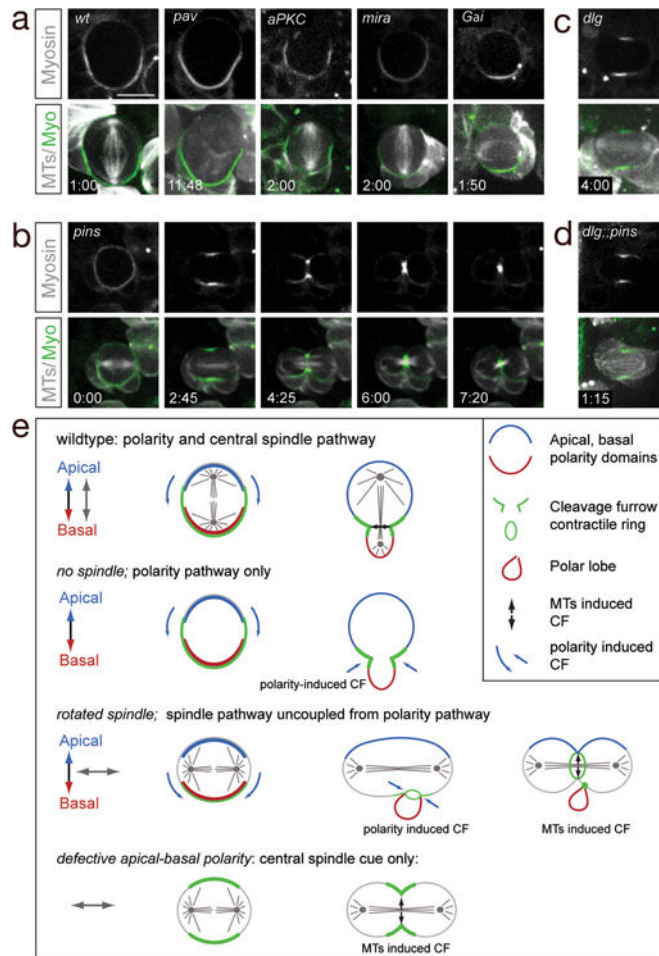 a
wt
pav
aPKC
mira
Gαi
c
dlg
Myosin
MTs/Myo
1:00
11:48
2:00
2:00
1:50
4:00
b
pins
d
dlg;;pins
Myosin
MTs/Myo
0:00
2:45
4:25
6:00
7:20
1:15
e
wildtype: polarity and central spindle pathway
Apical
Basal
no spindle; polarity pathway only
Apical
Basal
polarity-induced CF
rotated spindle; spindle pathway uncoupled from polarity pathway
Apical
Basal
polarity induced CF
MTs induced CF
defective apical-basal polarity: central spindle cue only:
MTs induced CF
Apical, basal
polarity domains
Cleavage furrow
contractile ring
Polar lobe
MTs induced
CF
polarity induced
CF